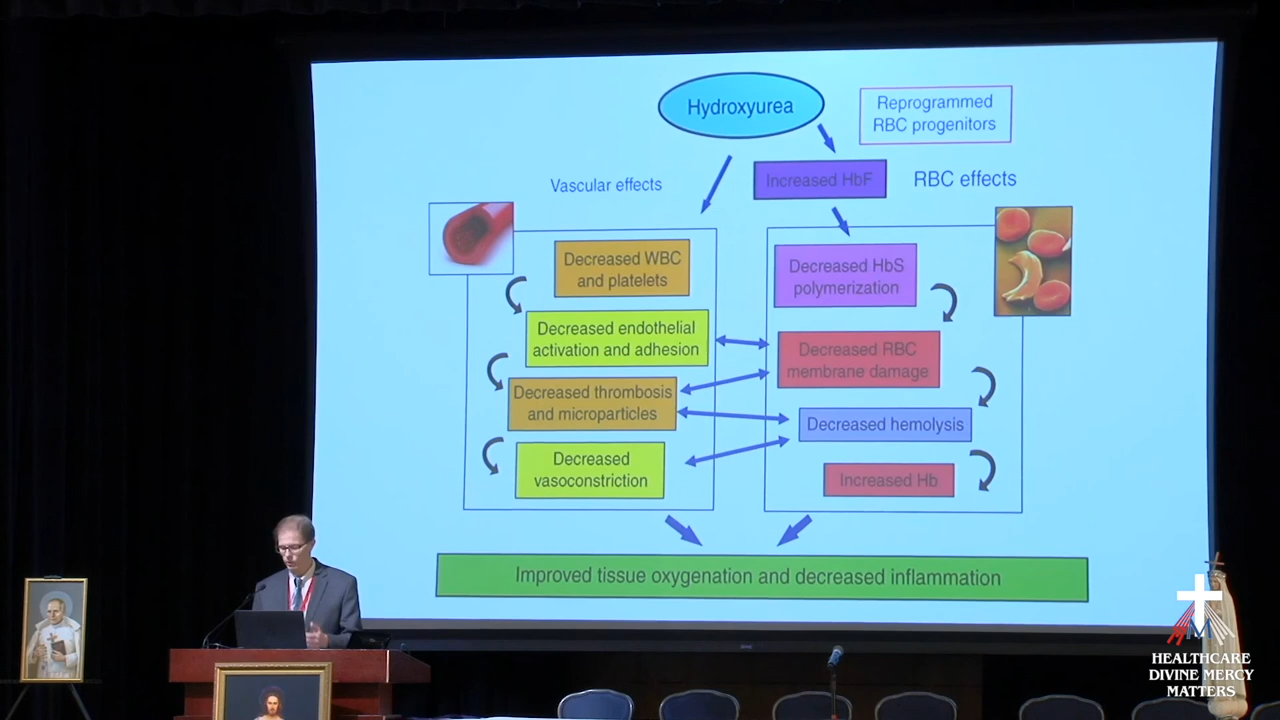 Hydroxyurea
Reprogrammed
RBC progenitors
Increased HbF
Vascular effects
RBC effects
Decreased WBC
and platelets
Decreased endothelial
activation and adhesion
Decreased thrombosis
and microparticles
Decreased
vasoconstriction
Decreased HbS
polymerization
Decreased RBC
membrane damage
Decreased hemolysis
Increased Hb
Improved tissue oxygenation and decreased inflammation
HEALTHCARE
DIVINE MERCY
MATTERS